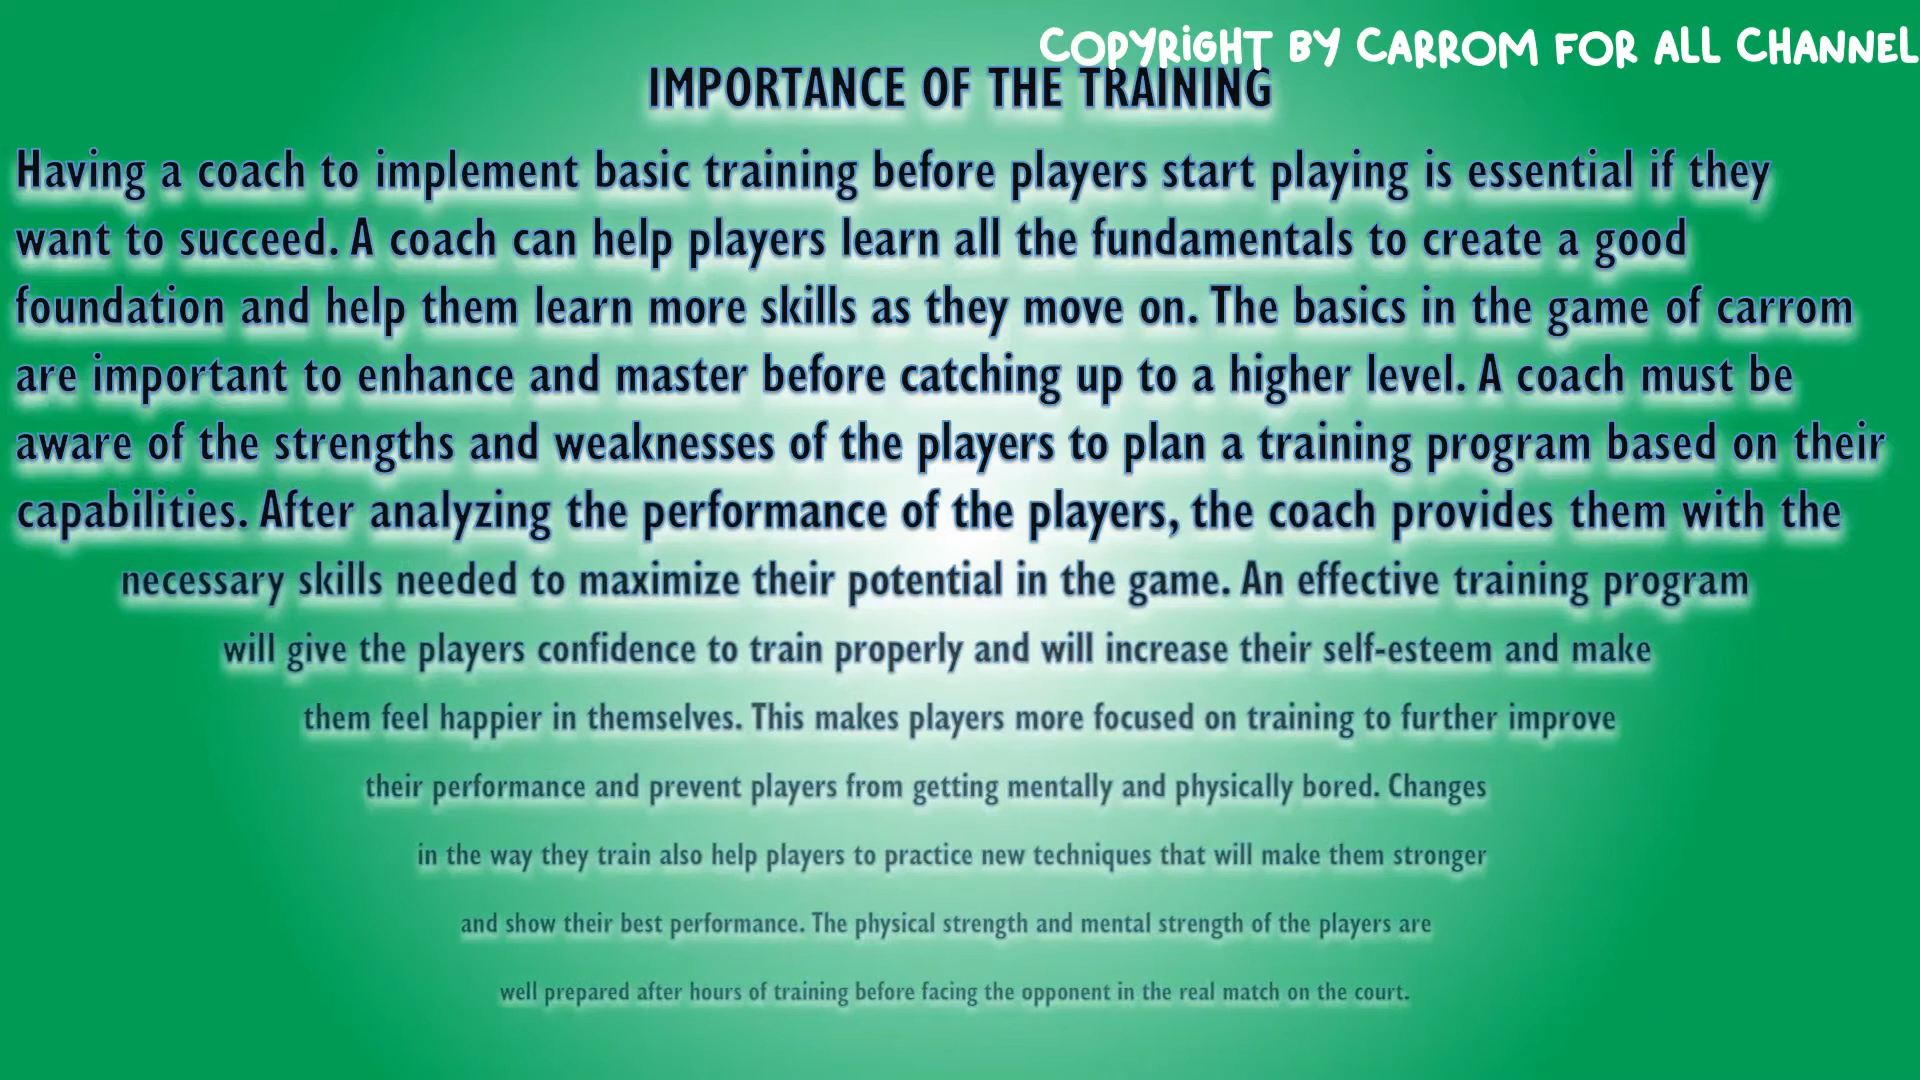 COPYRIGHT BY CARROM FOR ALL CHANNEL
IMPORTANCE OF THE TRAINING
Having a coach to implement basic training before players start playing is essential if they
want to succeed. A coach can help players learn all the fundamentals to create a good
foundation and help them learn more skills as they move on. The basics in the game of carrom
are important to enhance and master before catching up to a higher level. A coach must be
aware of the strengths and weaknesses of the players to plan a training program based on their
capabilities. After analyzing the performance of the players, the coach provides them with the
necessary skills needed to maximize their potential in the game. An effective training program
will give the players confidence to train properly and will increase their self-esteem and make
them feel happier in themselves. This makes players more focused on training to further improve
their performance and prevent players from getting mentally and physically bored. Changes
in the way they train also help players to practice new techniques that will make them stronger
and show their best performance. The physical strength and mental strength of the players are
well prepared after hours of training before facing the opponent in the real match on the court.